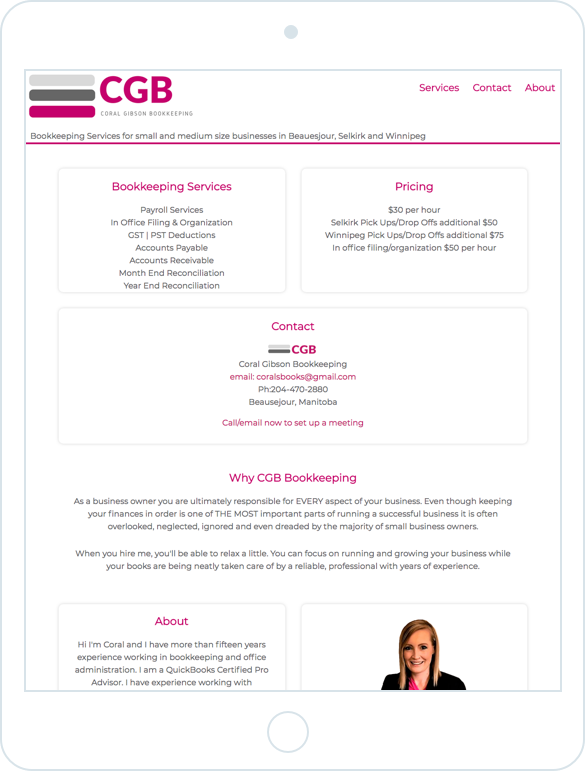 CGB
CORAL GIBSON BOOKKEEPING
Services Contact About
Bookkeeping Services for small and medium size businesses in Beauesjour, Selkirk and Winnipeg
Bookkeeping Services
Payroll Services
In Office Filing & Organization
GST | PST Deductions
Accounts Payable
Accounts Receivable
Month End Reconciliation
Year End Reconciliation
Pricing
$30 per hour
Selkirk Pick Ups/Drop Offs additional $50
Winnipeg Pick Ups/Drop Offs additional $75
In office filing/organization $50 per hour
Contact
CGB
Coral Gibson Bookkeeping
email: coralsbooks@gmail.com
Ph:204-470-2880
Beausejour, Manitoba
Call/email now to set up a meeting
Why CGB Bookkeeping
As a business owner you are ultimately responsible for EVERY aspect of your business. Even though keeping
your finances in order is one of THE MOST important parts of running a successful business it is often
overlooked, neglected, ignored and even dreaded by the majority of small business owners.
When you hire me, you'll be able to relax a little. You can focus on running and growing your business while
your books are being neatly taken care of by a reliable, professional with years of experience.
About
Hi I'm Coral and I have more than fifteen years
experience working in bookkeeping and office
administration. I am a QuickBooks Certified Pro
Advisor. I have experience working with